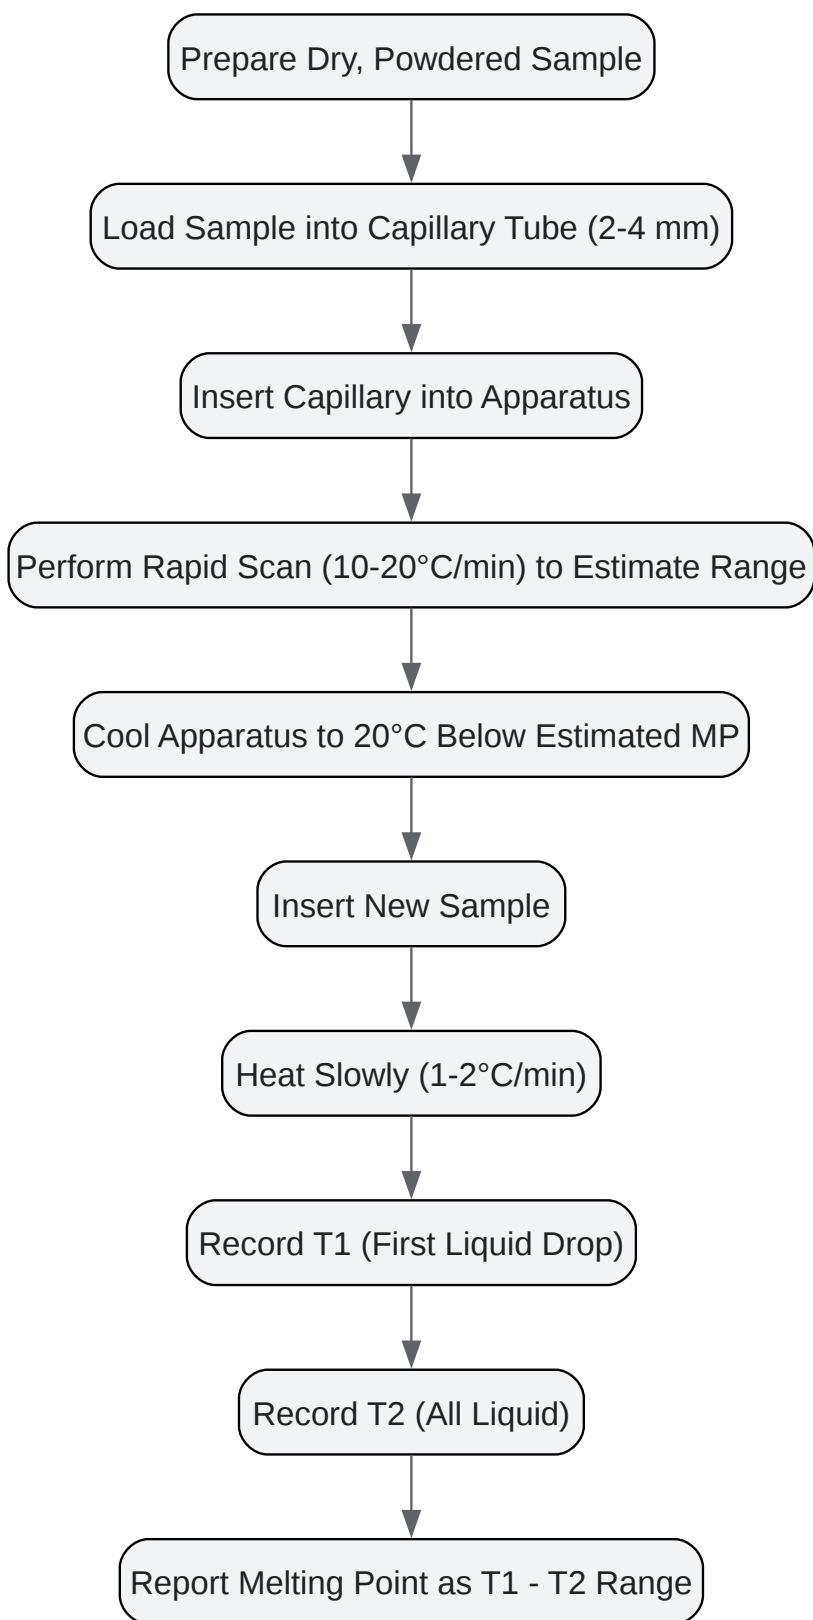 Prepare Dry, Powdered Sample
Load Sample into Capillary Tube (2-4 mm)
Insert Capillary into Apparatus
Perform Rapid Scan (10-20°C/min) to Estimate Range
Cool Apparatus to 20°C Below Estimated MP
Insert New Sample
Heat Slowly (1-2°C/min)
Record T1 (First Liquid Drop)
Record T2 (All Liquid)
Report Melting Point as T1 - T2 Range